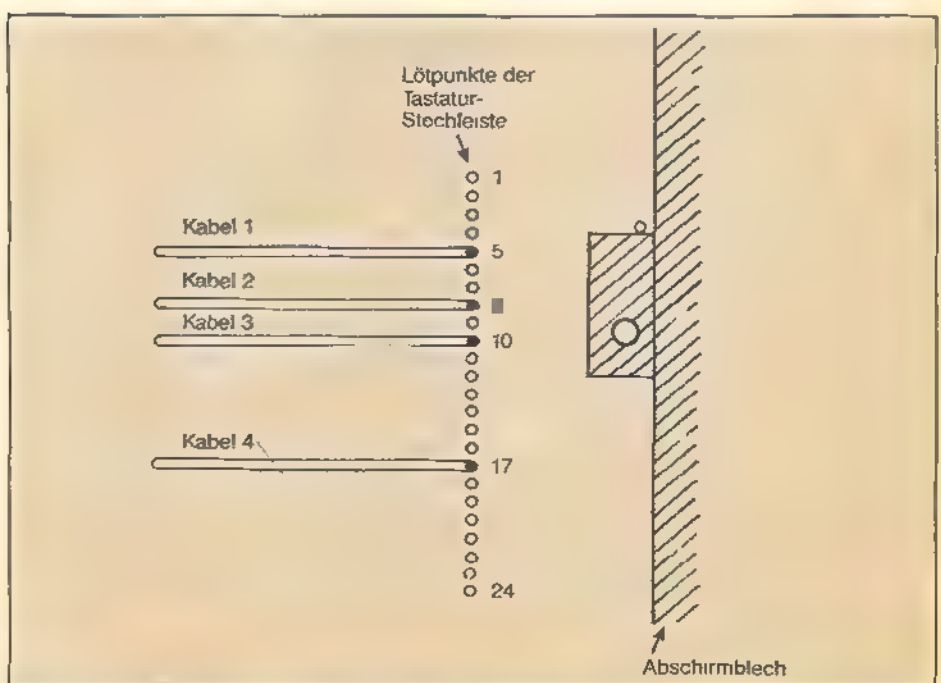 Lötpunkte der
Tastatur-
Steckleiste
1
Kabel 1
5
Kabel 2
Kabel 3
10
Kabel 4
17
24
Abschirmblech